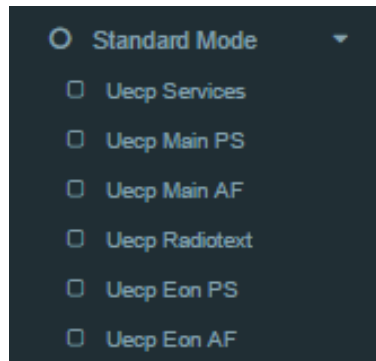 Standard Mode
Uecp Services
Uecp Main PS
Uecp Main AF
Uecp Radiotext
Uecp Eon PS
Uecp Eon AF